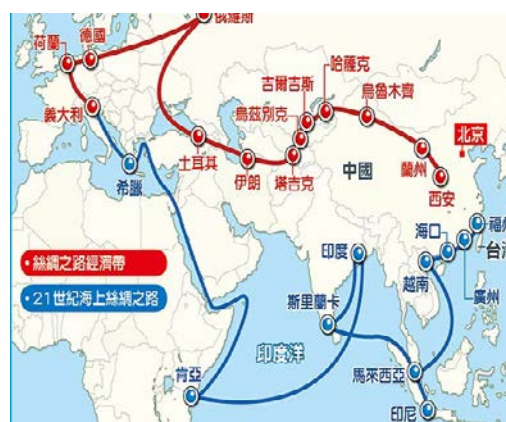 俄羅斯
德國
荷蘭
哈薩克
吉爾吉斯
烏魯木齊
烏茲別克
義大利
北京
土耳其
中國
蘭州
希臘
伊朗
塔吉克
西安
海口
福州
印度
台灣
絲綢之路經濟帶
越南
廣州
21世紀海上絲綢之路
斯里蘭卡
印度洋
肯亞
馬來西亞
印尼